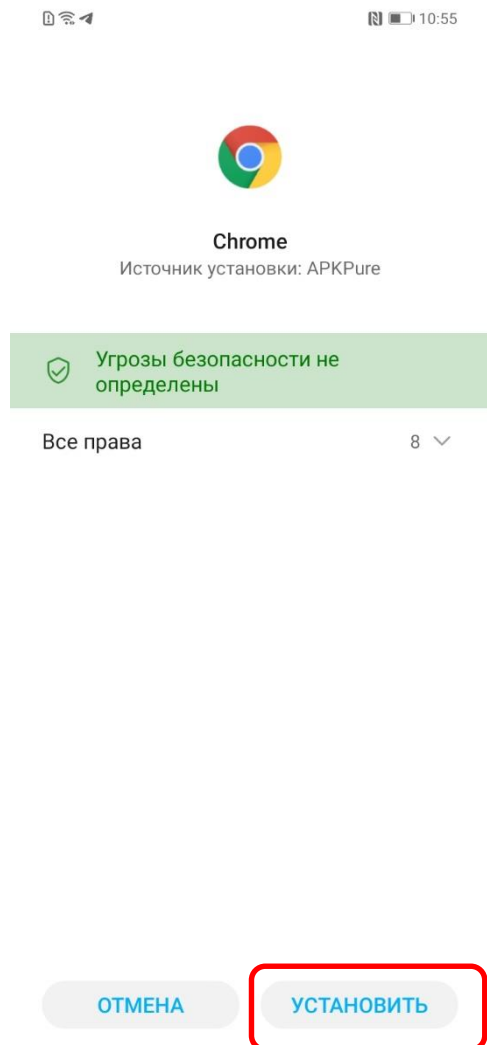 10:55
Chrome
Источник установки: APKPure
Угрозы безопасности не
определены
Все права 8
ОТМЕНА УСТАНОВИТЬ